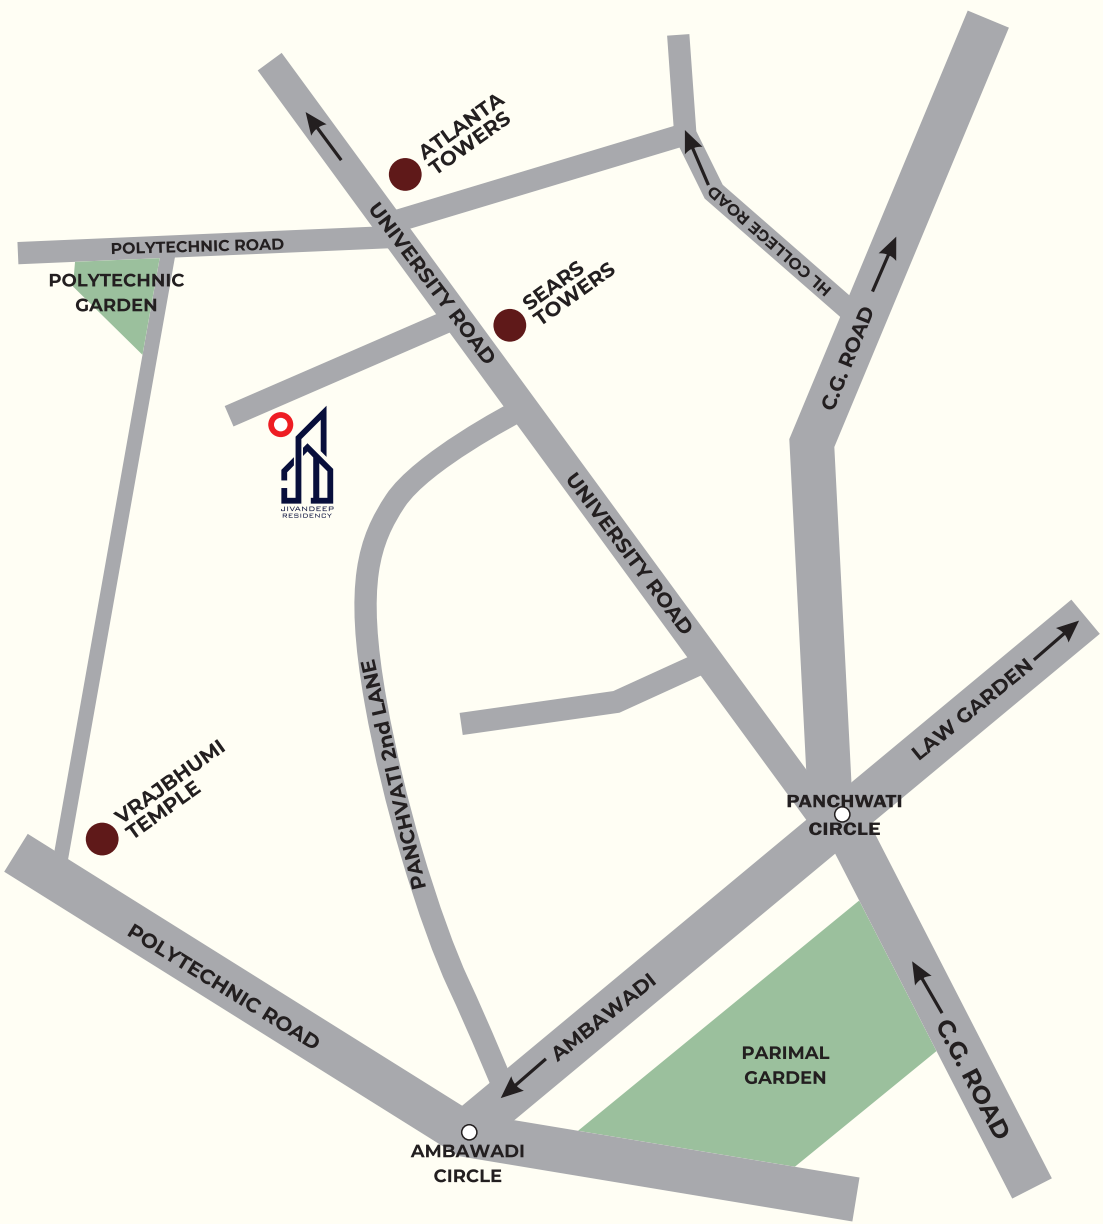 ATLANTA
TOWERS
UNIVERSITY ROAD
HL COLLEGE ROAD
POLYTECHNIC ROAD
POLYTECHNIC
GARDEN
SEARS
TOWERS
C.G. ROAD
JIVANDEEP
RESIDENCY
UNIVERSITY ROAD
PANCHVATI 2nd LANE
LAW GARDEN
VRAJBHUMI
TEMPLE
PANCHWATI
CIRCLE
POLYTECHNIC ROAD
AMBAWADI
PARIMAL
GARDEN
C.G. ROAD
AMBAWADI
CIRCLE